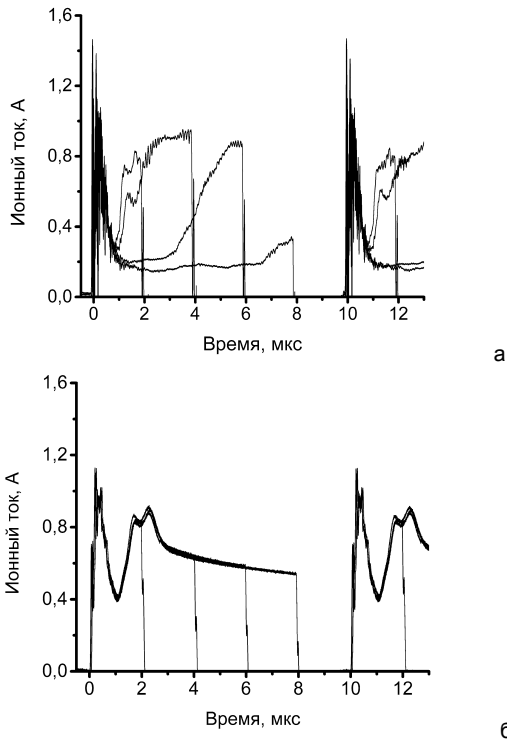 1,6
1,2
0,8
0,4
0,0
Ионный ток, А
0 2 4 6 8 10 12
Время, мкс
а
1,6
1,2
0,8
0,4
0,0
Ионный ток, А
0 2 4 6 8 10 12
Время, мкс
б